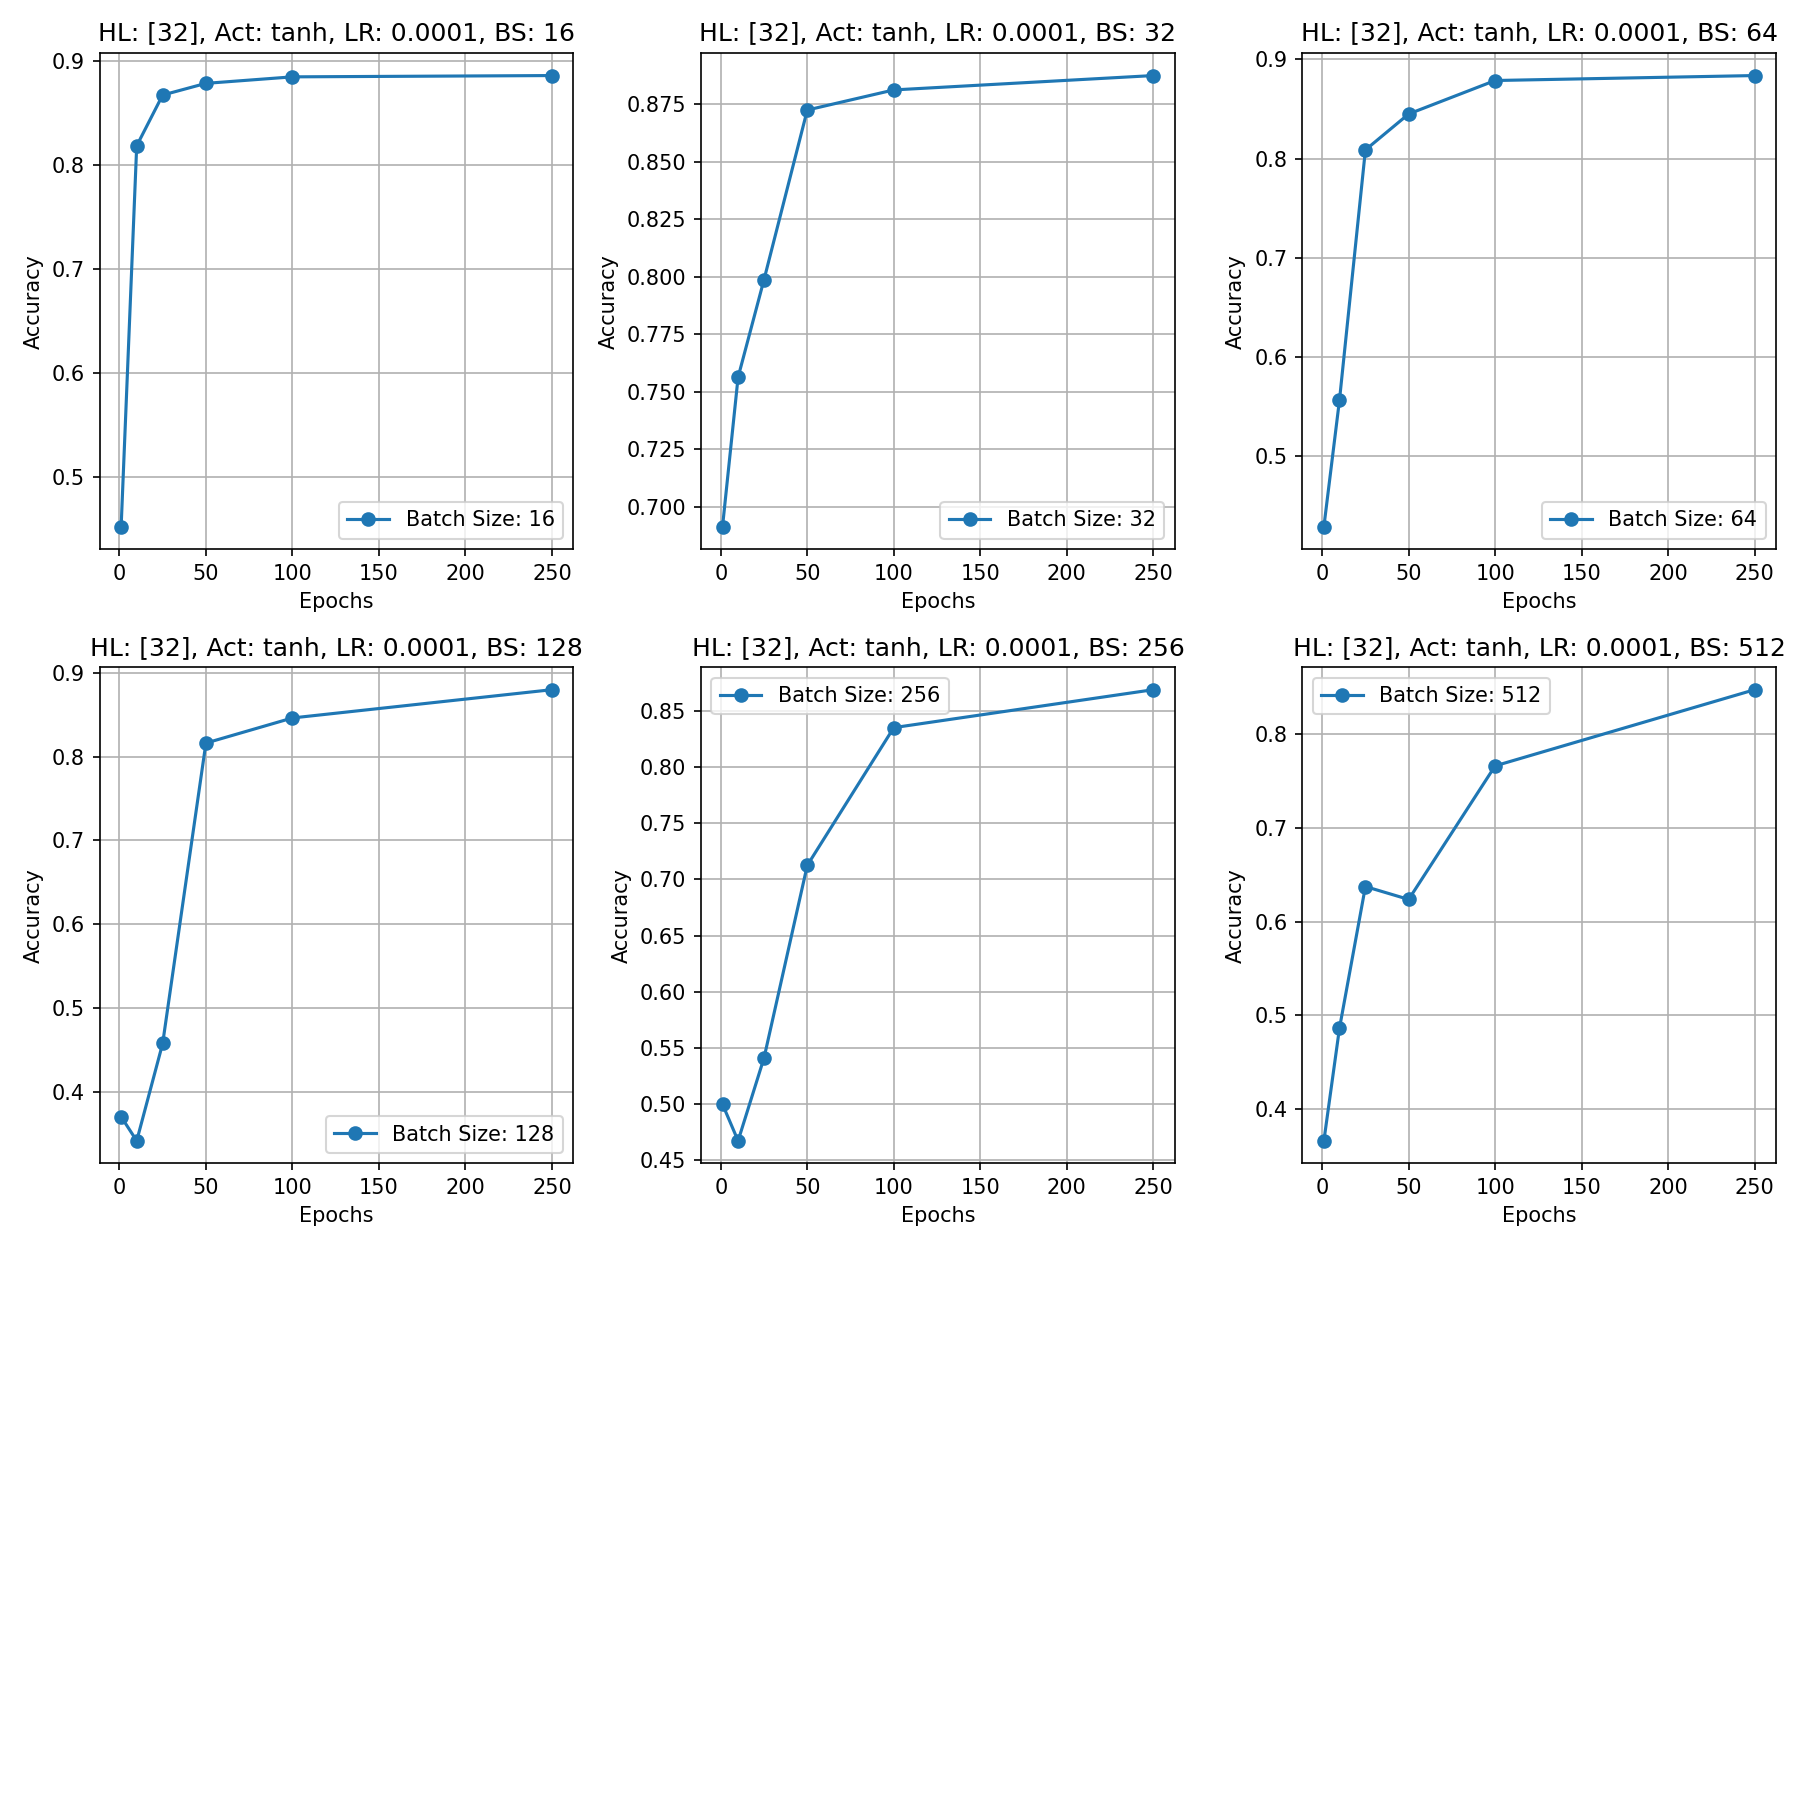 HL: [32], Act: tanh, LR: 0.0001, BS: 16
Accuracy
0.9
0.8
0.7
0.6
0.5
Batch Size: 16
0 50 100 150 200 250
Epochs
HL: [32], Act: tanh, LR: 0.0001, BS: 32
Accuracy
0.875
0.850
0.825
0.800
0.775
0.750
0.725
0.700
Batch Size: 32
0 50 100 150 200 250
Epochs
HL: [32], Act: tanh, LR: 0.0001, BS: 64
Accuracy
0.9
0.8
0.7
0.6
0.5
Batch Size: 64
0 50 100 150 200 250
Epochs
HL: [32], Act: tanh, LR: 0.0001, BS: 128
Accuracy
0.9
0.8
0.7
0.6
0.5
0.4
Batch Size: 128
0 50 100 150 200 250
Epochs
HL: [32], Act: tanh, LR: 0.0001, BS: 256
Batch Size: 256
Accuracy
0.85
0.80
0.75
0.70
0.65
0.60
0.55
0.50
0.45
0 50 100 150 200 250
Epochs
HL: [32], Act: tanh, LR: 0.0001, BS: 512
Batch Size: 512
Accuracy
0.8
0.7
0.6
0.5
0.4
0 50 100 150 200 250
Epochs